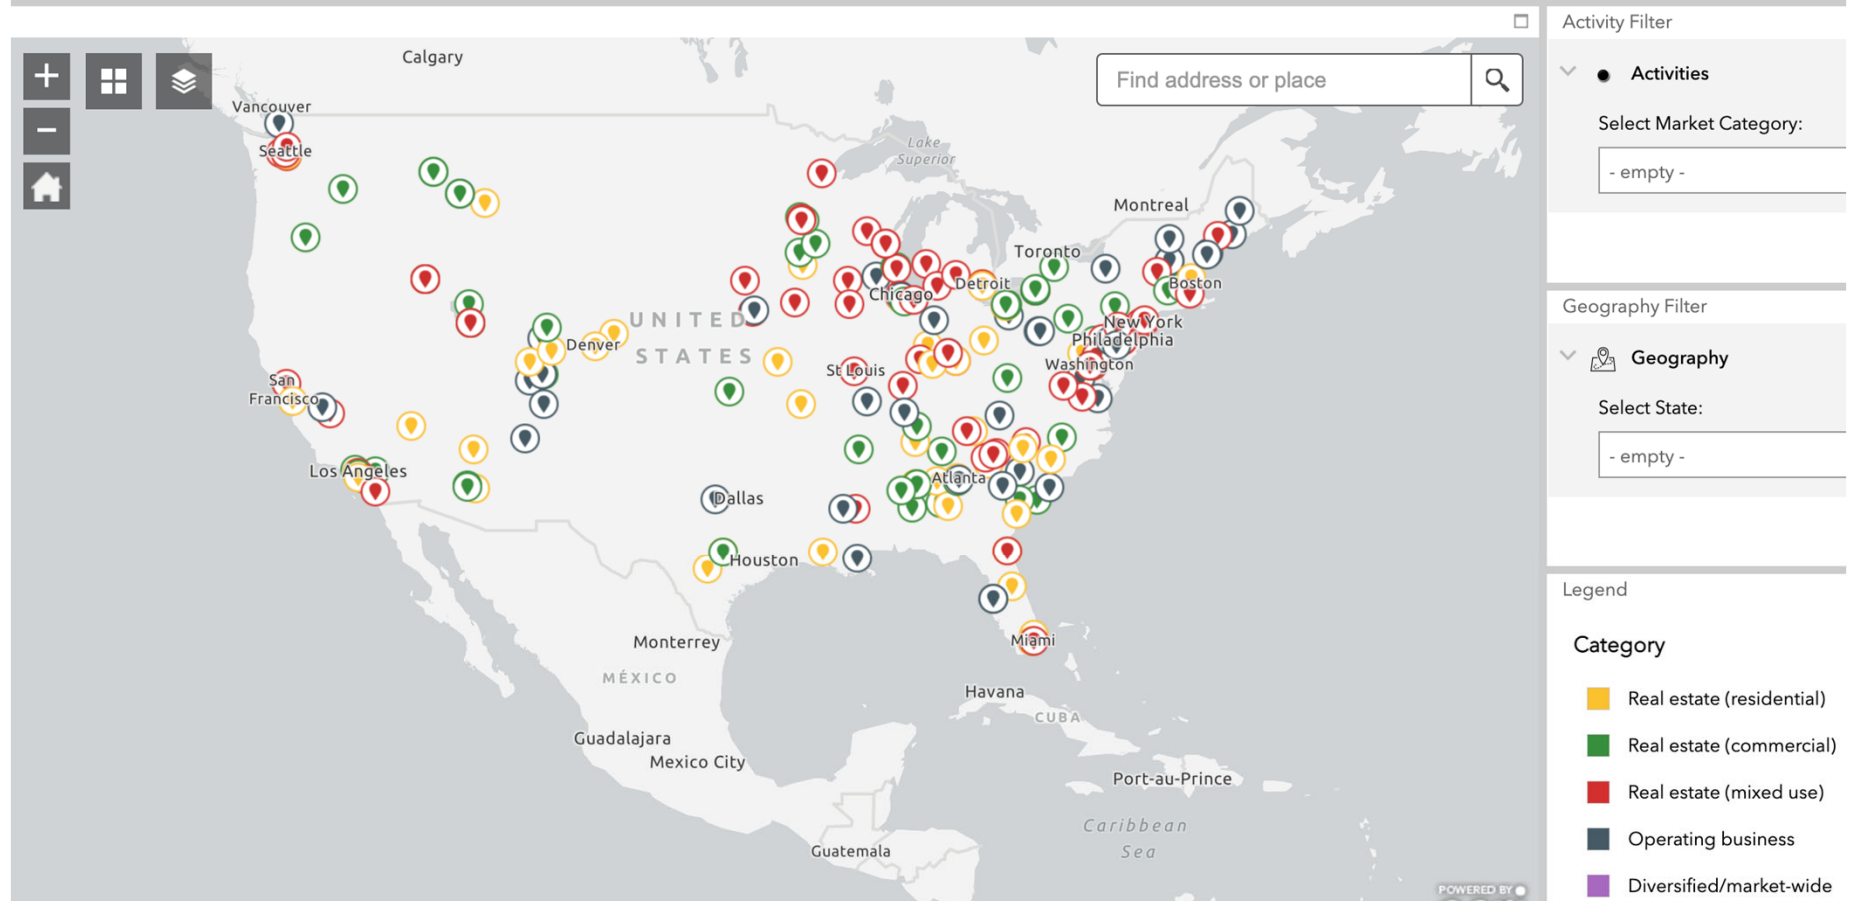 Activity Filter
Activities
Select Market Category:
- empty -
Geography Filter
Geography
Select State:
- empty -
Legend
Category
Real estate (residential)
Real estate (commercial)
Real estate (mixed use)
Operating business
Diversified/market-wide
+
−
Find address or place
Calgary
Vancouver
Seattle
Lake
Superior
Montreal
Toronto
Detroit
Boston
Chicago
New York
Philadelphia
Washington
UNITED
STATES
Denver
St Louis
San
Francisco
Los Angeles
Atlanta
Dallas
Houston
Miami
Monterrey
MÉXICO
Havana
CUBA
Guadalajara
Mexico City
Port-au-Prince
Caribbean
Sea
Guatemala
POWERED BY